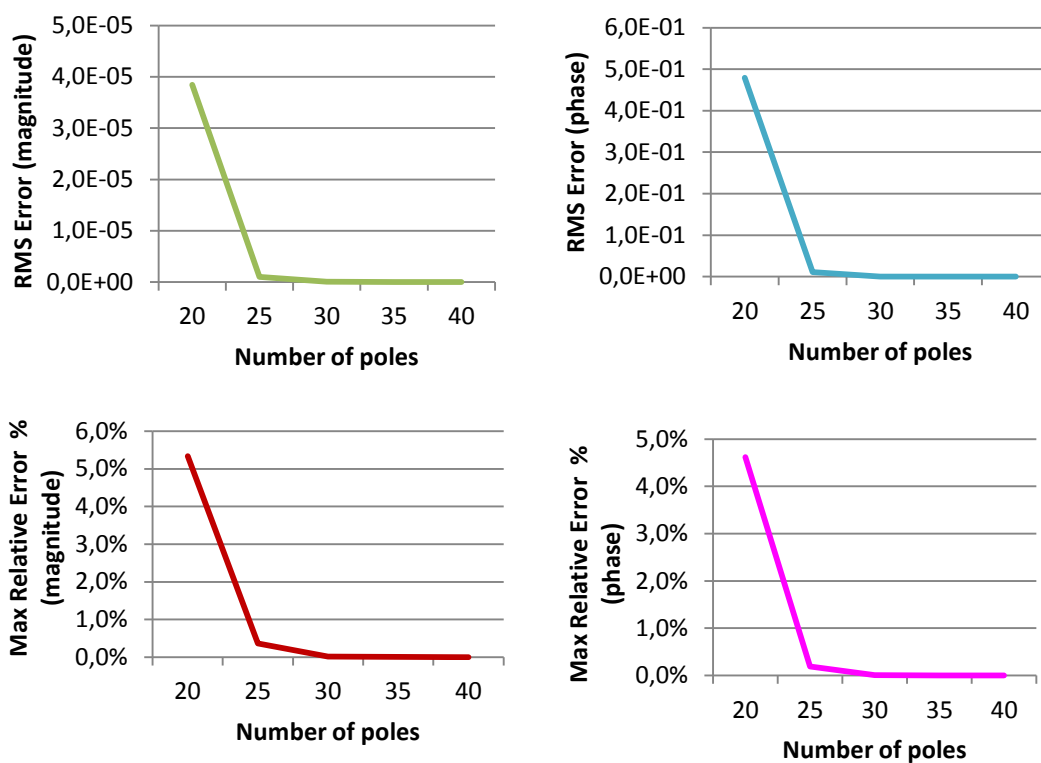 RMS Error (magnitude)
5,0E-05
4,0E-05
3,0E-05
2,0E-05
1,0E-05
0,0E+00
20 25 30 35 40
Number of poles
RMS Error (phase)
6,0E-01
5,0E-01
4,0E-01
3,0E-01
2,0E-01
1,0E-01
0,0E+00
20 25 30 35 40
Number of poles
Max Relative Error %
(magnitude)
6,0%
5,0%
4,0%
3,0%
2,0%
1,0%
0,0%
20 25 30 35 40
Number of poles
Max Relative Error %
(phase)
5,0%
4,0%
3,0%
2,0%
1,0%
0,0%
20 25 30 35 40
Number of poles